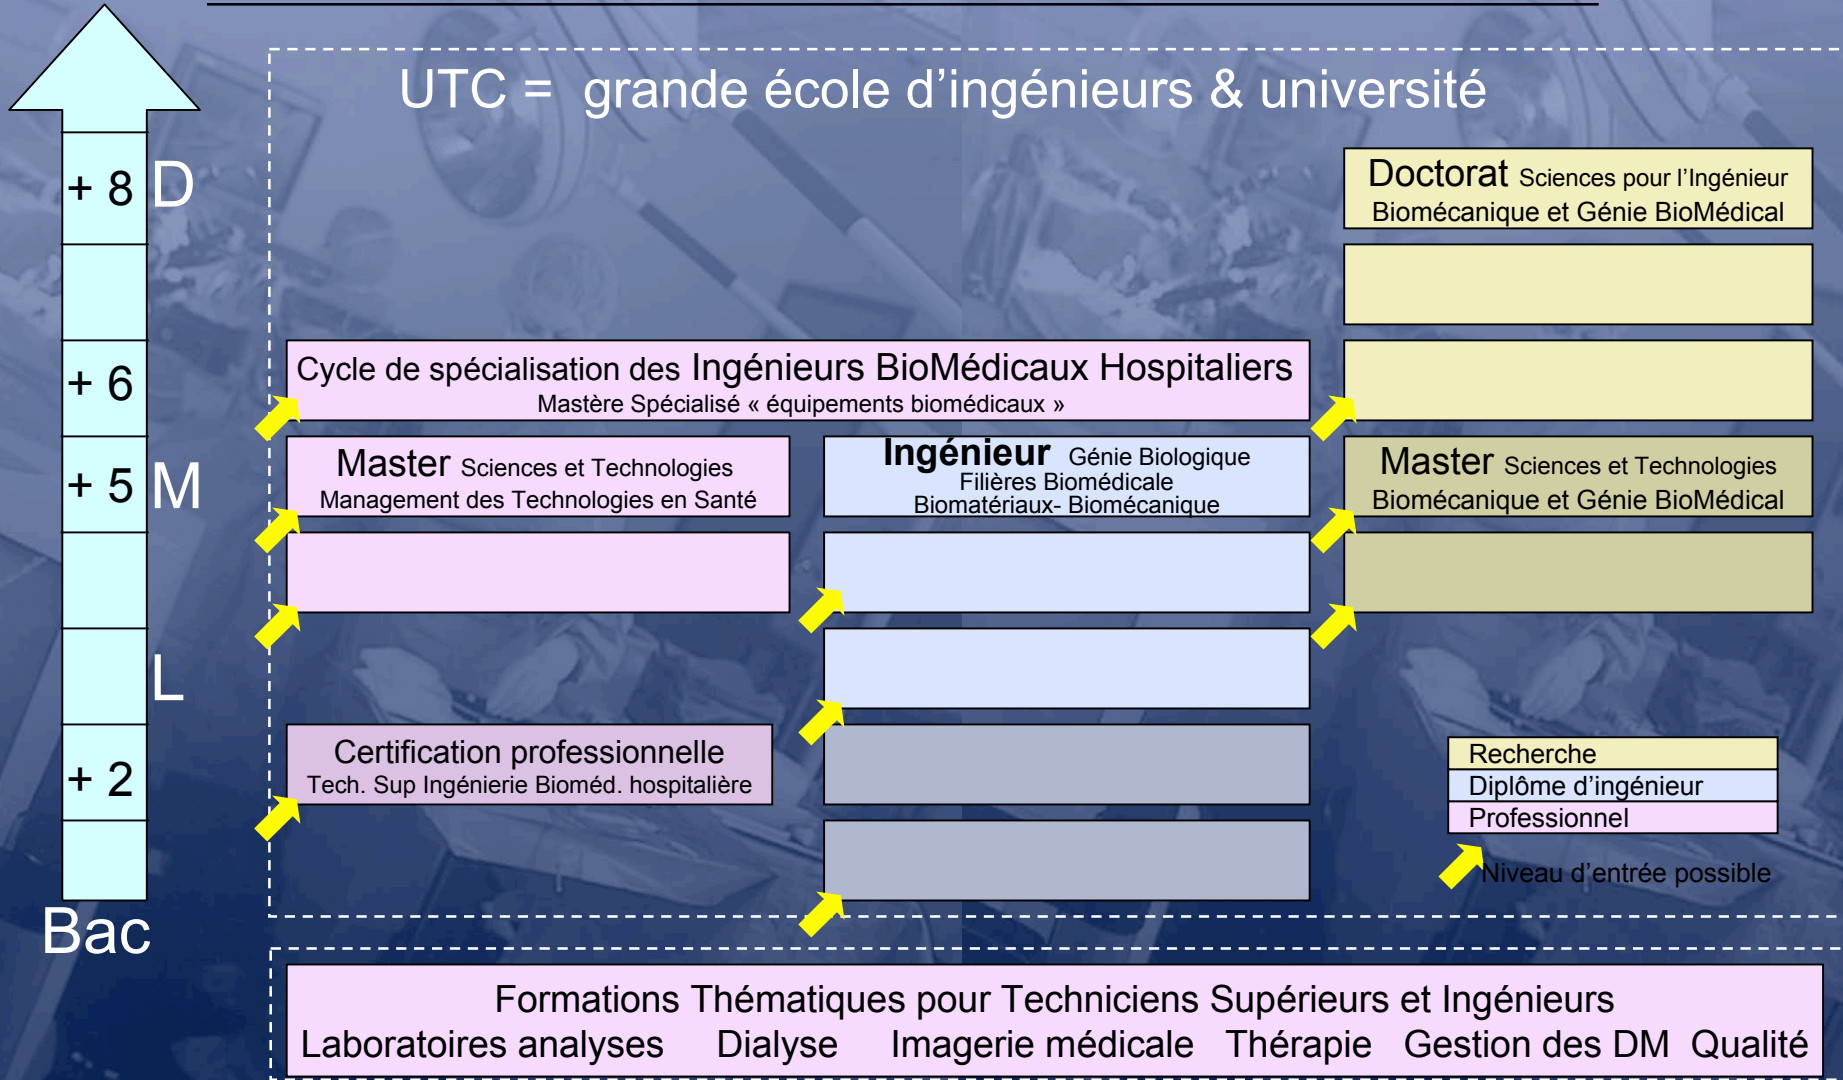 UTC = grande école d’ingénieurs & université
+ 8 D
Doctorat Sciences pour l’Ingénieur
Biomécanique et Génie BioMédical
+ 6
Cycle de spécialisation des Ingénieurs BioMédicaux Hospitaliers
Mastère Spécialisé « équipements biomédicaux »
+ 5 M
Master Sciences et Technologies
Management des Technologies en Santé
Ingénieur Génie Biologique
Filières Biomédicale
Biomatériaux- Biomécanique
Master Sciences et Technologies
Biomécanique et Génie BioMédical
L
+ 2
Certification professionnelle
Tech. Sup Ingénierie Bioméd. hospitalière
Recherche
Diplôme d’ingénieur
Professionnel
Niveau d’entrée possible
Bac
Formations Thématiques pour Techniciens Supérieurs et Ingénieurs
Laboratoires analyses Dialyse Imagerie médicale Thérapie Gestion des DM Qualité